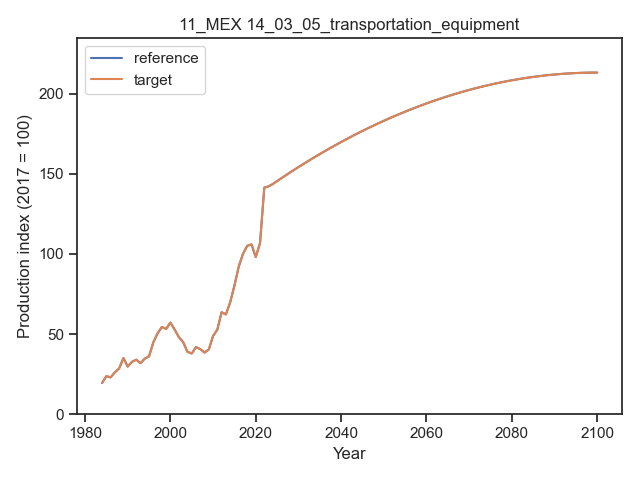 11_MEX 14_03_05_transportation_equipment
reference
target
Production index (2017 = 100)
200
150
100
50
0
1980 2000 2020 2040 2060 2080 2100
Year